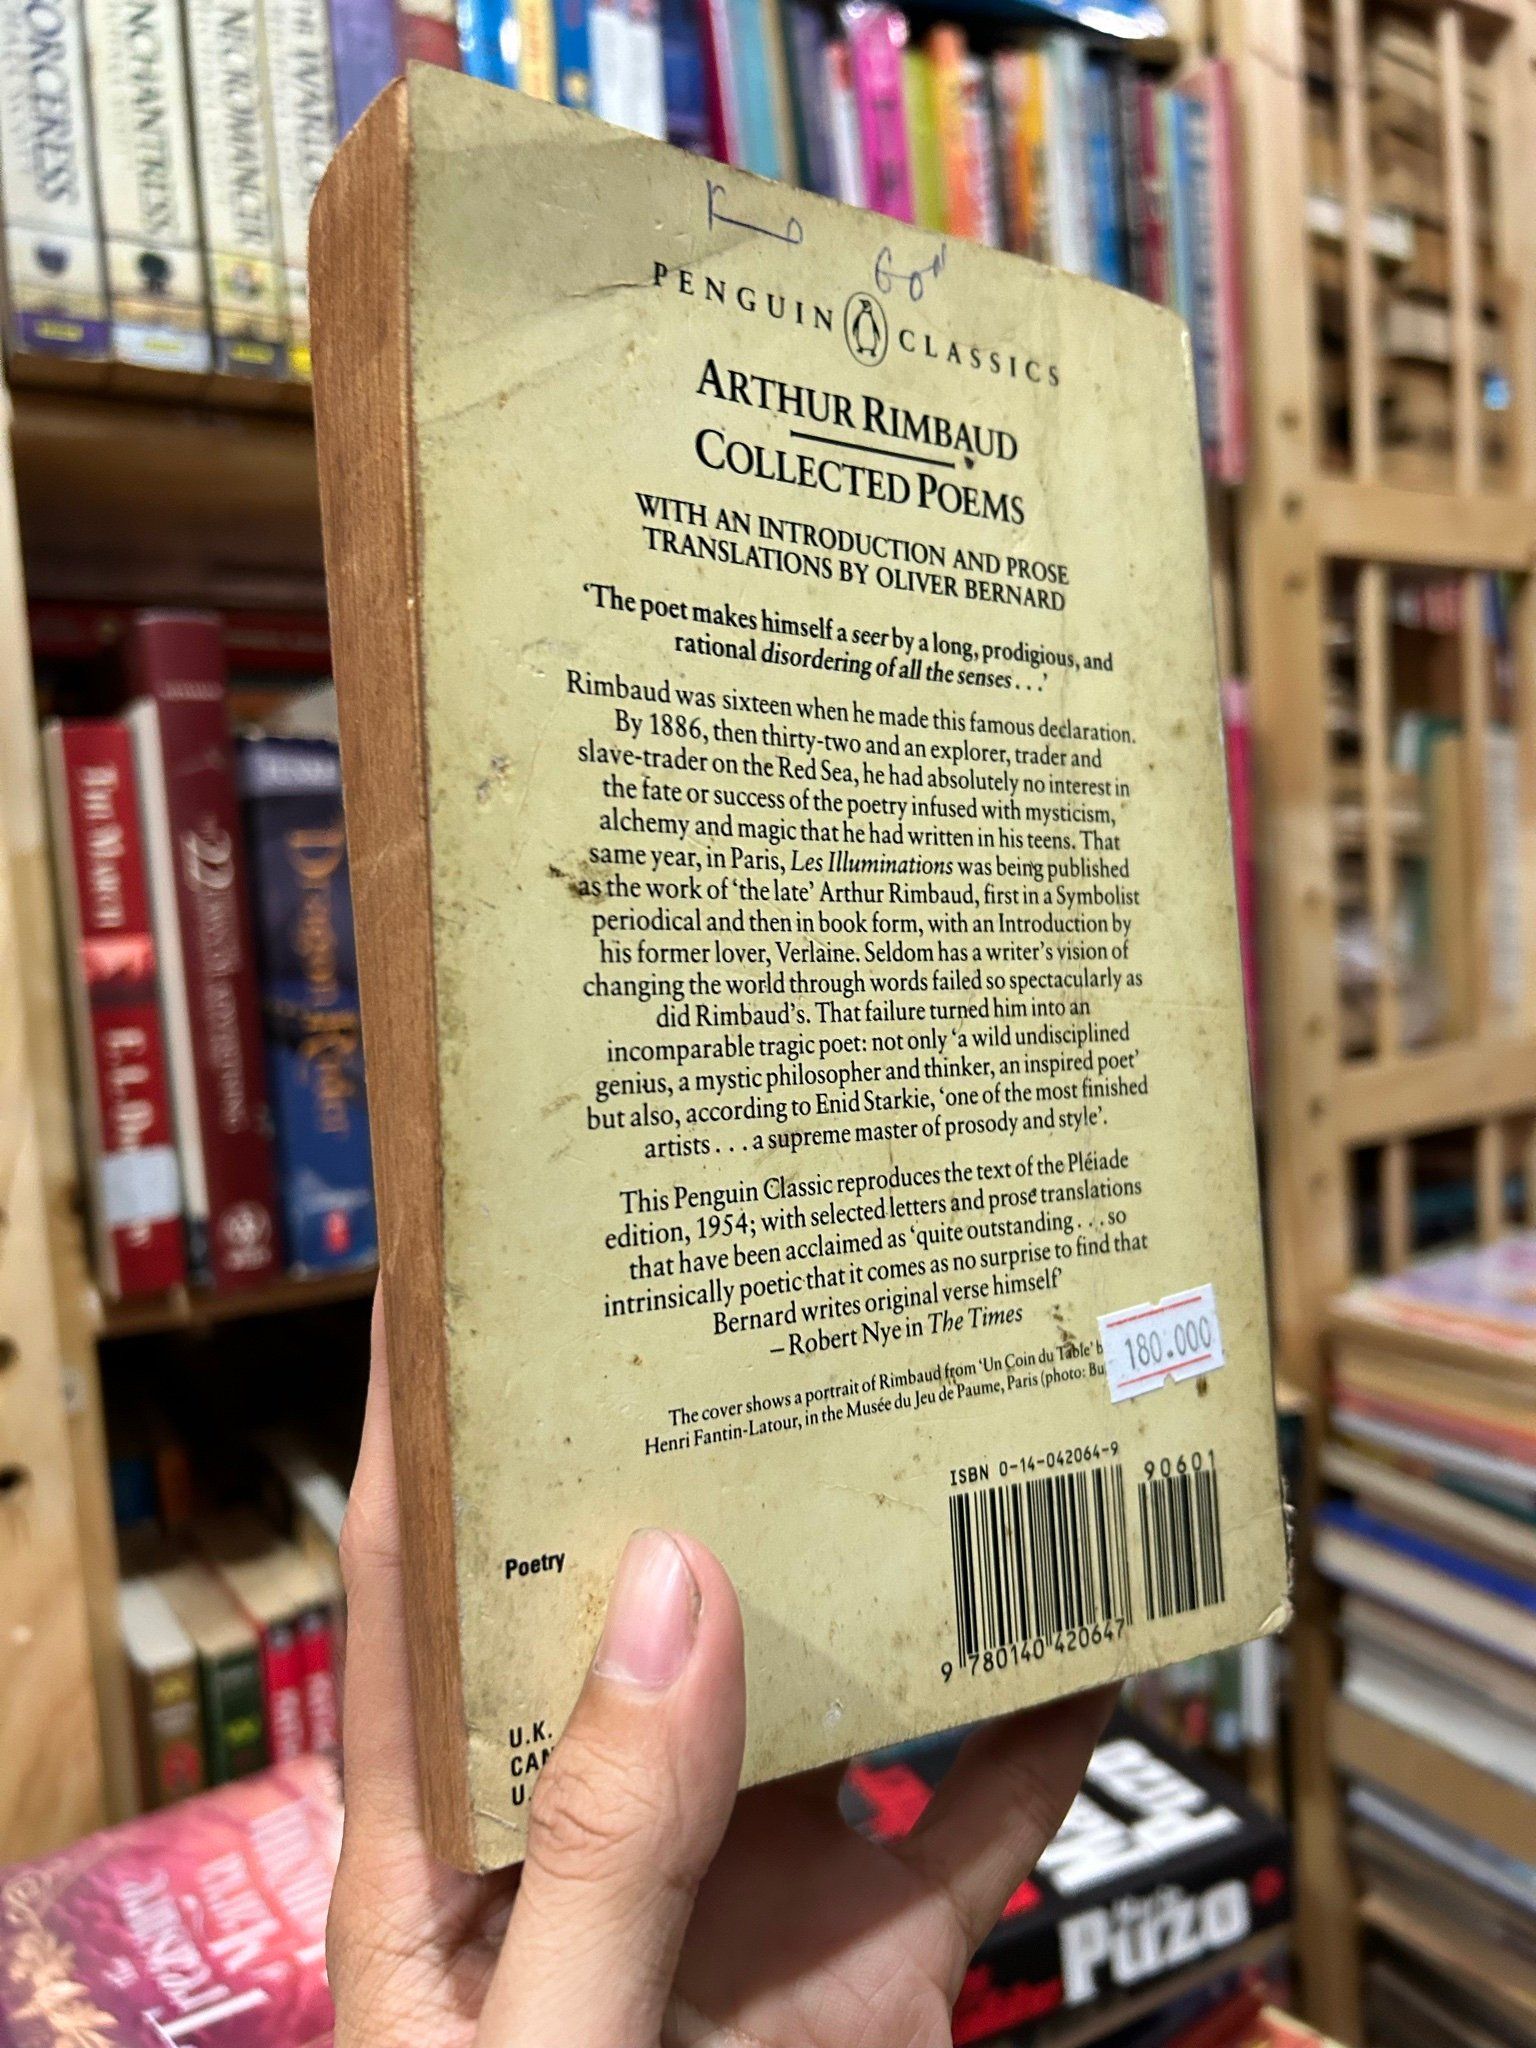 SORCERESS
ENCHANTRESS
NECROMANCER
THE WARLOCK
PENGUIN CLASSICS
ARTHUR RIMBAUD
COLLECTED POEMS
WITH AN INTRODUCTION AND PROSE
TRANSLATIONS BY OLIVER BERNARD
‘The poet makes himself a seer by a long, prodigious, and
rational disordering of all the senses . . .’
Rimbaud was sixteen when he made this famous declaration.
By 1886, then thirty-two and an explorer, trader and
slave-trader on the Red Sea, he had absolutely no interest in
the fate or success of the poetry infused with mysticism,
alchemy and magic that he had written in his teens. That
same year, in Paris, Les Illuminations was being published
as the work of ‘the late’ Arthur Rimbaud, first in a Symbolist
periodical and then in book form, with an Introduction by
his former lover, Verlaine. Seldom has a writer’s vision of
changing the world through words failed so spectacularly as
did Rimbaud’s. That failure turned him into an
incomparable tragic poet: not only ‘a wild undisciplined
genius, a mystic philosopher and thinker, an inspired poet’
but also, according to Enid Starkie, ‘one of the most finished
artists . . . a supreme master of prosody and style’.
This Penguin Classic reproduces the text of the Pléiade
edition, 1954; with selected letters and prose translations
that have been acclaimed as ‘quite outstanding . . . so
intrinsically poetic that it comes as no surprise to find that
Bernard writes original verse himself’
– Robert Nye in The Times
The cover shows a portrait of Rimbaud from ‘Un Coin du Table’ b
Henri Fantin-Latour, in the Musée du Jeu de Paume, Paris (photo: Bu
180.000
ISBN 0-14-042064-9
90601
9 780140 420647
Poetry
U.K.
CAN
U.
THE MARCH
E. L. Do
Dragon Rider
The
Treasure
Mario
Puzo